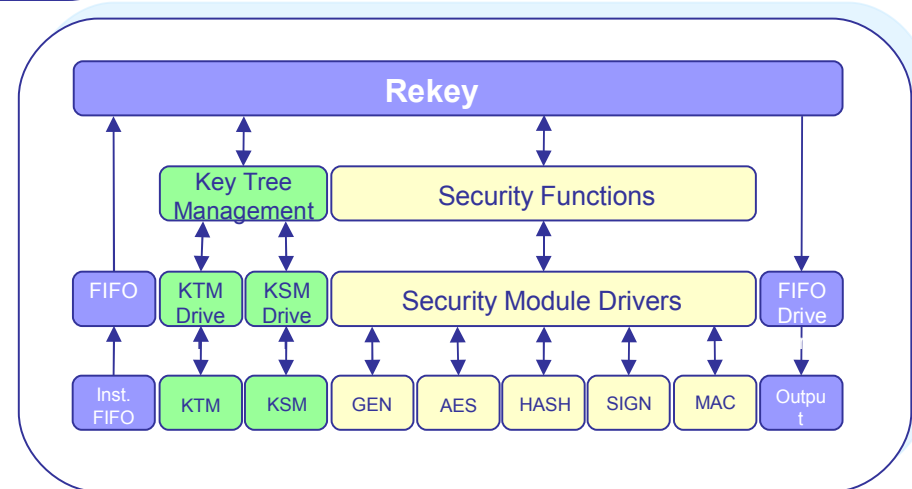 Rekey
Key Tree
Management
Security Functions
FIFO
KTM
Drive
KSM
Drive
Security Module Drivers
FIFO
Drive
Inst.
FIFO
KTM
KSM
GEN
AES
HASH
SIGN
MAC
Outpu
t